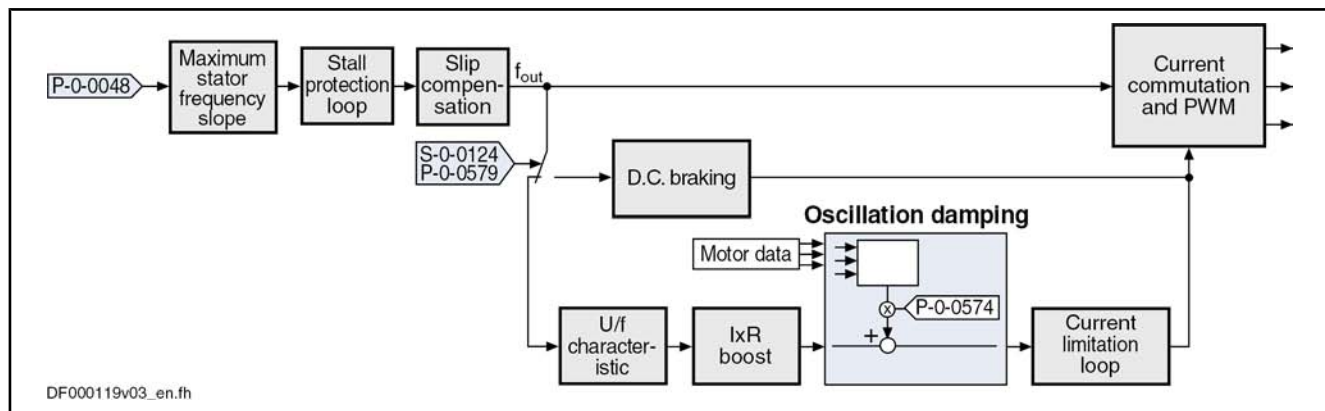 P-0-0048
Maximum
stator
frequency
slope
Stall
protection
loop
Slip
compen-
sation
f_out
Current
commutation
and PWM
S-0-0124
P-0-0579
D.C. braking
Oscillation damping
Motor data
x
P-0-0574
+
U/f
character-
istic
IxR
boost
Current
limitation
loop
DF000119v03_en.fh